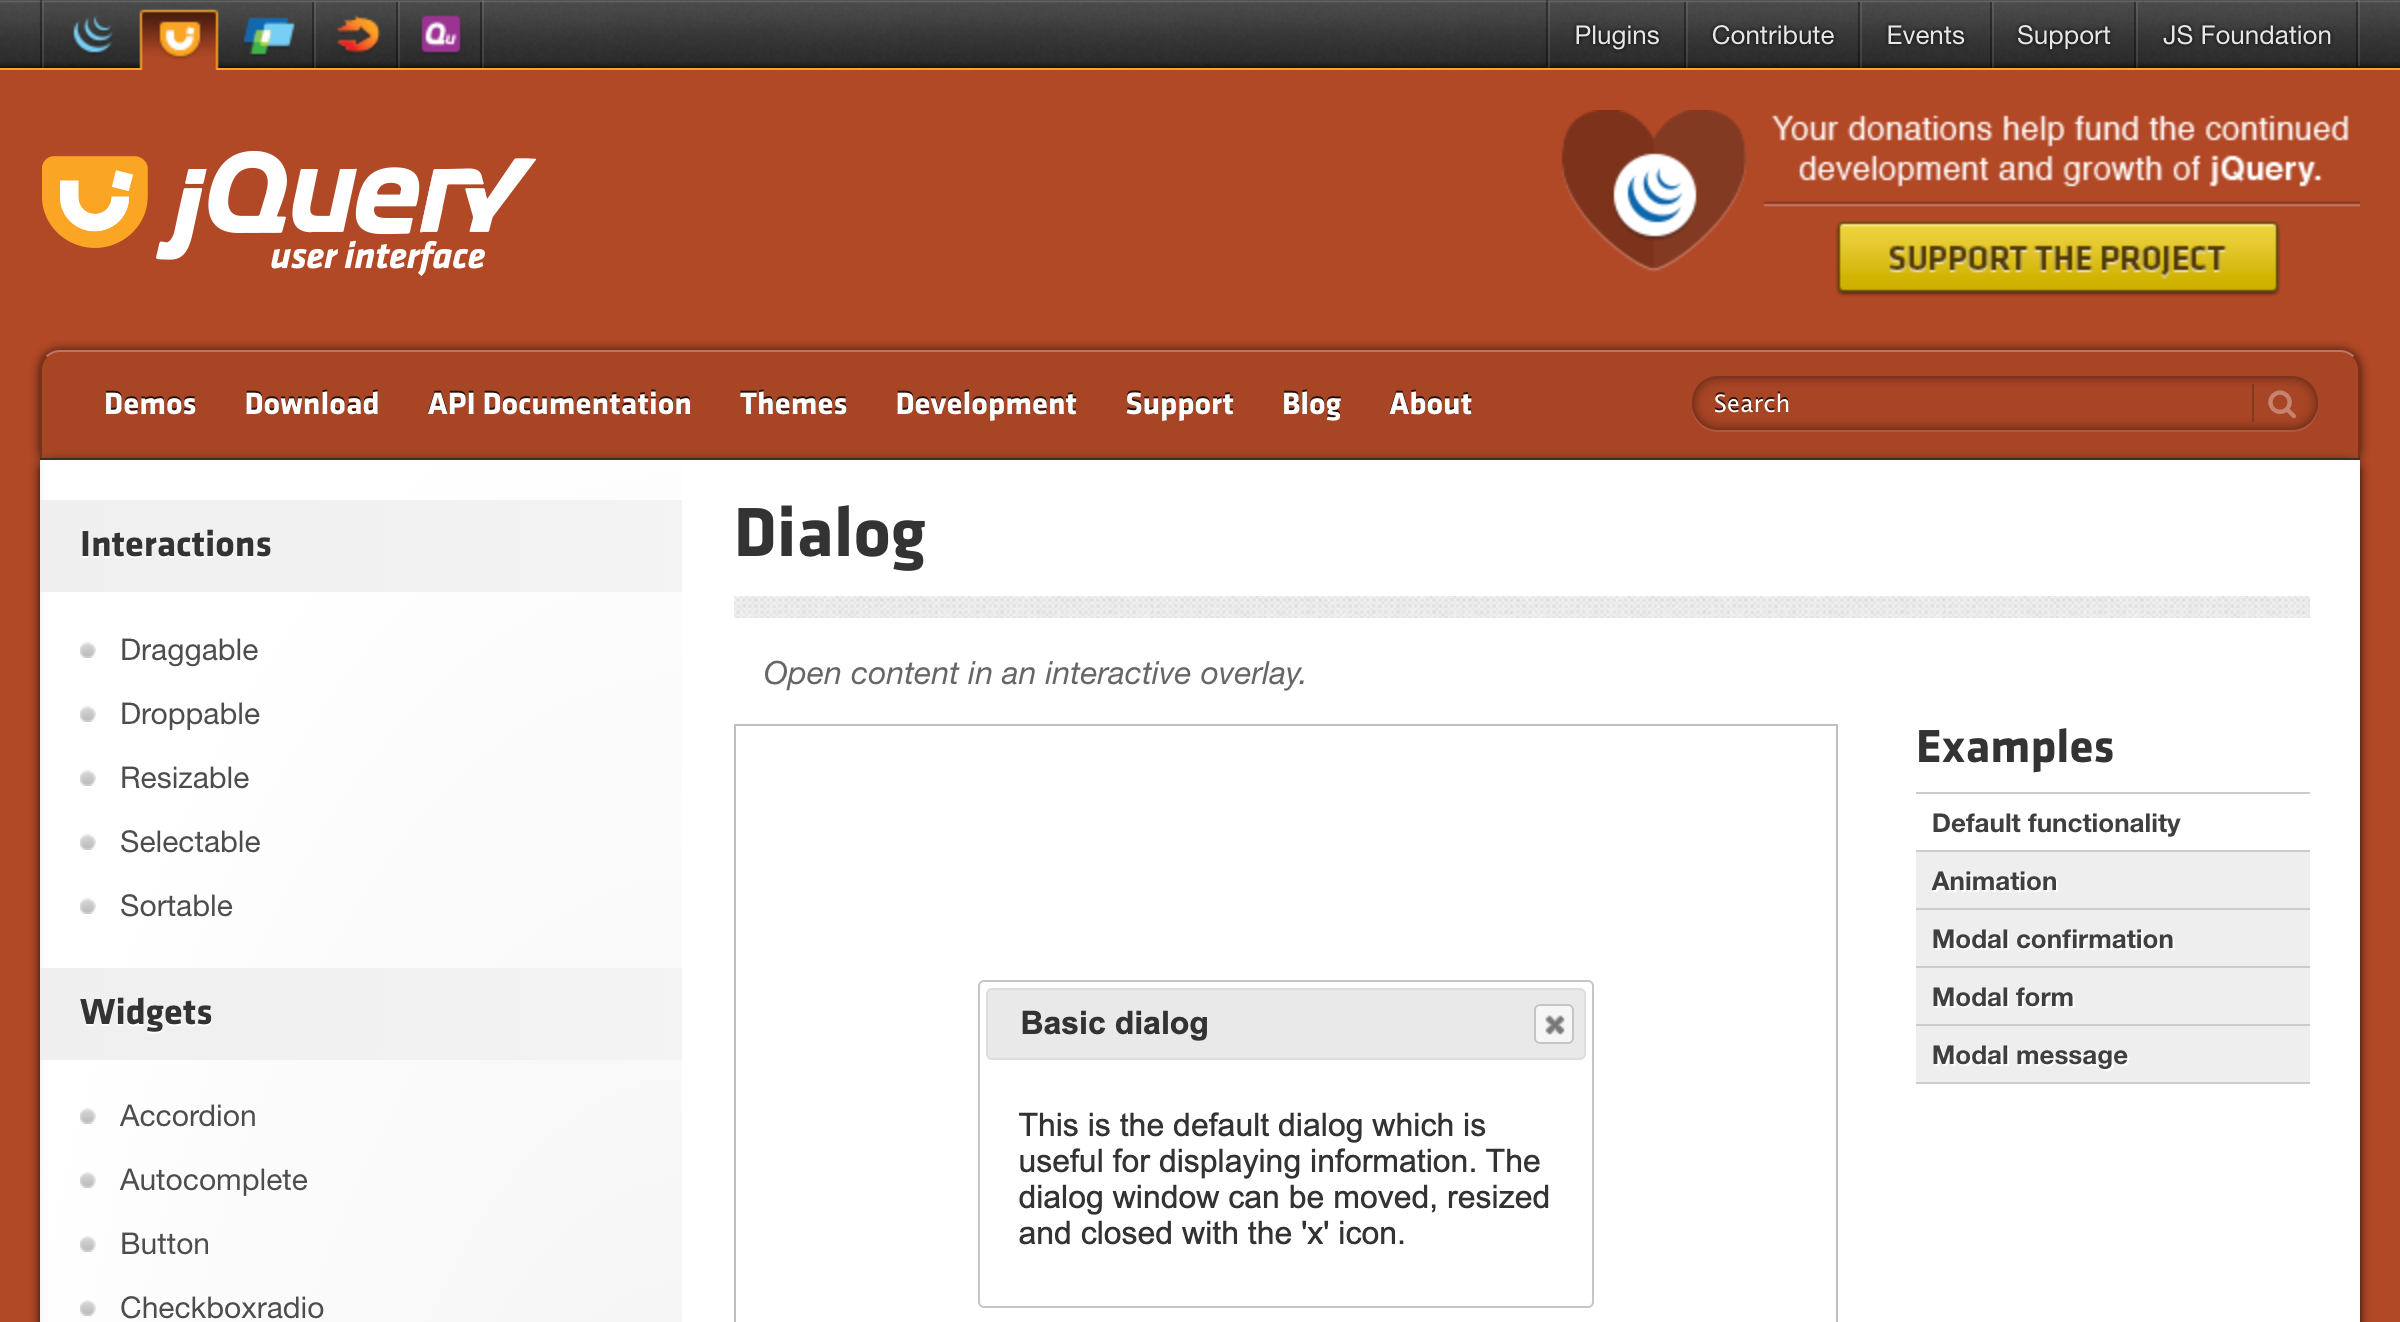 Qu
Plugins
Contribute
Events
Support
JS Foundation
jQuery
user interface
Your donations help fund the continued
development and growth of jQuery.
SUPPORT THE PROJECT
Demos
Download
API Documentation
Themes
Development
Support
Blog
About
Search
Interactions
Draggable
Droppable
Resizable
Selectable
Sortable
Widgets
Accordion
Autocomplete
Button
Checkboxradio
Dialog
Open content in an interactive overlay.
Basic dialog
This is the default dialog which is
useful for displaying information. The
dialog window can be moved, resized
and closed with the 'x' icon.
Examples
Default functionality
Animation
Modal confirmation
Modal form
Modal message